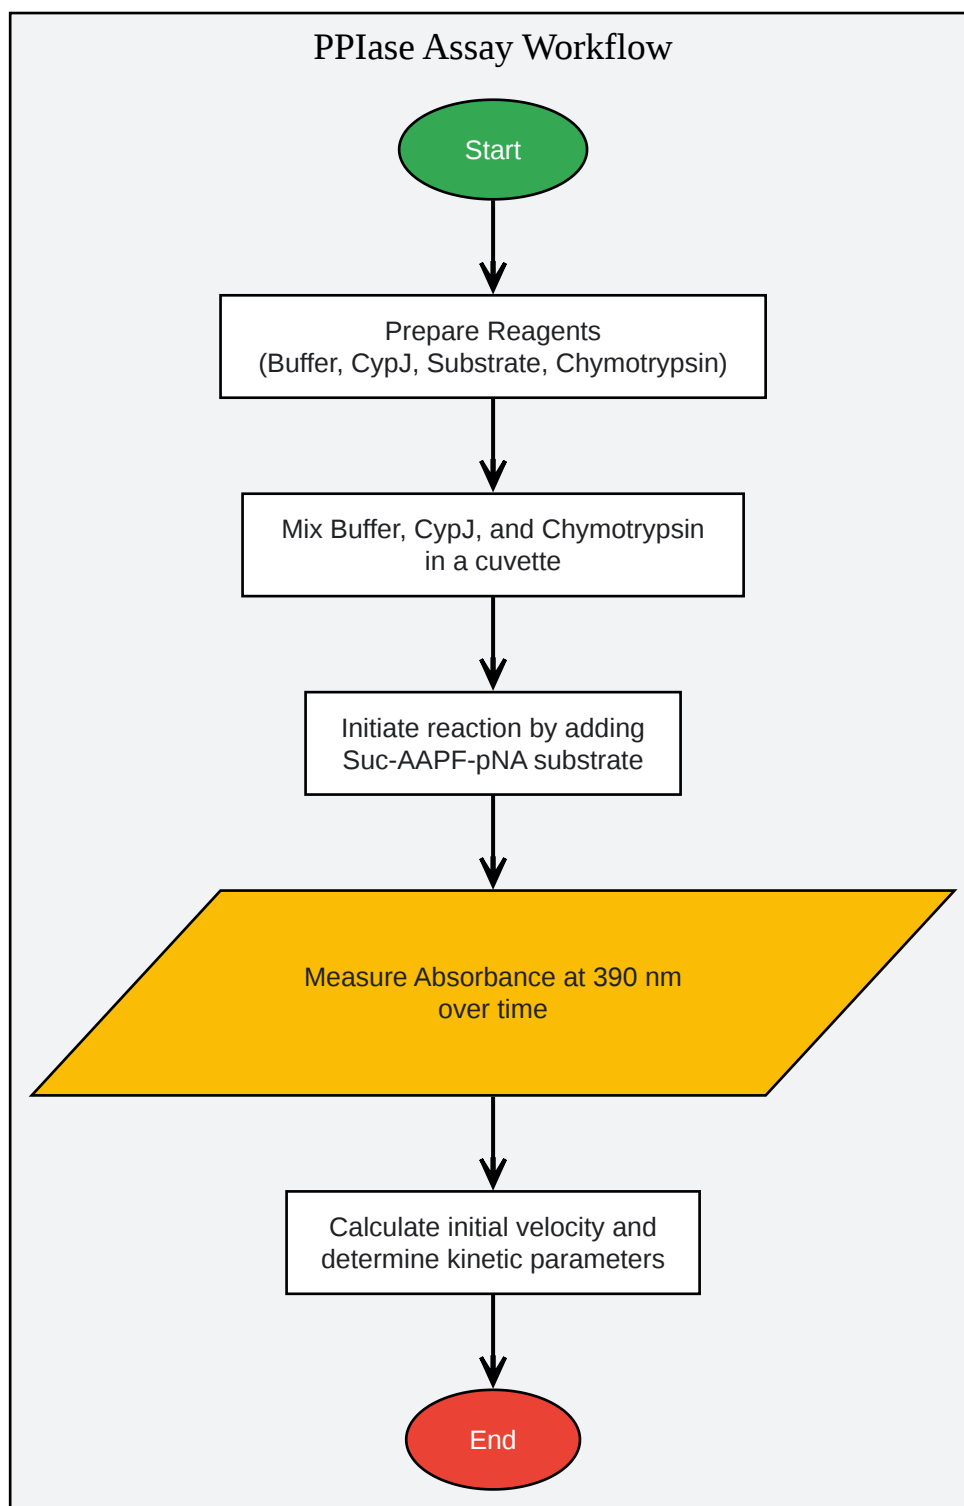 PPIase Assay Workflow
Start
Prepare Reagents
(Buffer, CypJ, Substrate, Chymotrypsin)
Mix Buffer, CypJ, and Chymotrypsin
in a cuvette
Initiate reaction by adding
Suc-AAPF-pNA substrate
Measure Absorbance at 390 nm
over time
Calculate initial velocity and
determine kinetic parameters
End